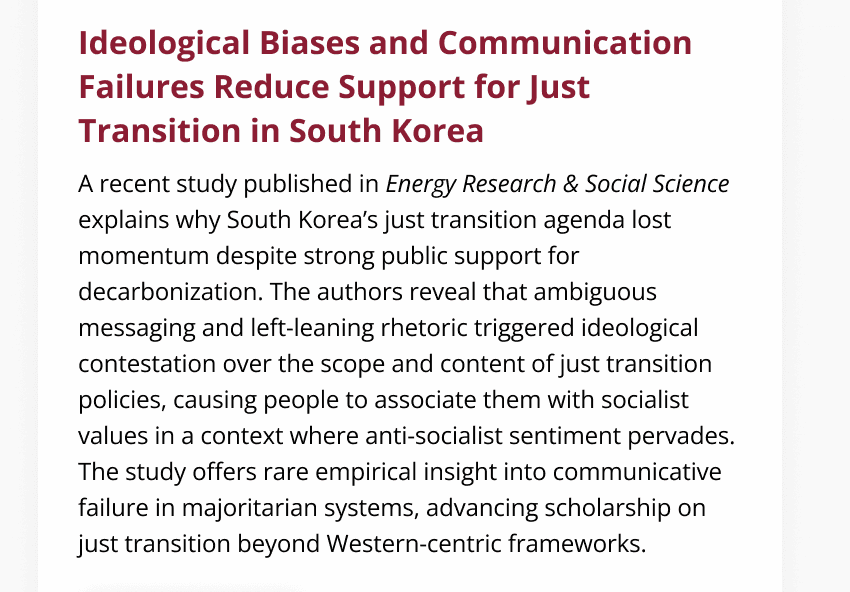 Ideological Biases and Communication
Failures Reduce Support for Just
Transition in South Korea
A recent study published in Energy Research & Social Science
explains why South Korea’s just transition agenda lost
momentum despite strong public support for
decarbonization. The authors reveal that ambiguous
messaging and left-leaning rhetoric triggered ideological
contestation over the scope and content of just transition
policies, causing people to associate them with socialist
values in a context where anti-socialist sentiment pervades.
The study offers rare empirical insight into communicative
failure in majoritarian systems, advancing scholarship on
just transition beyond Western-centric frameworks.